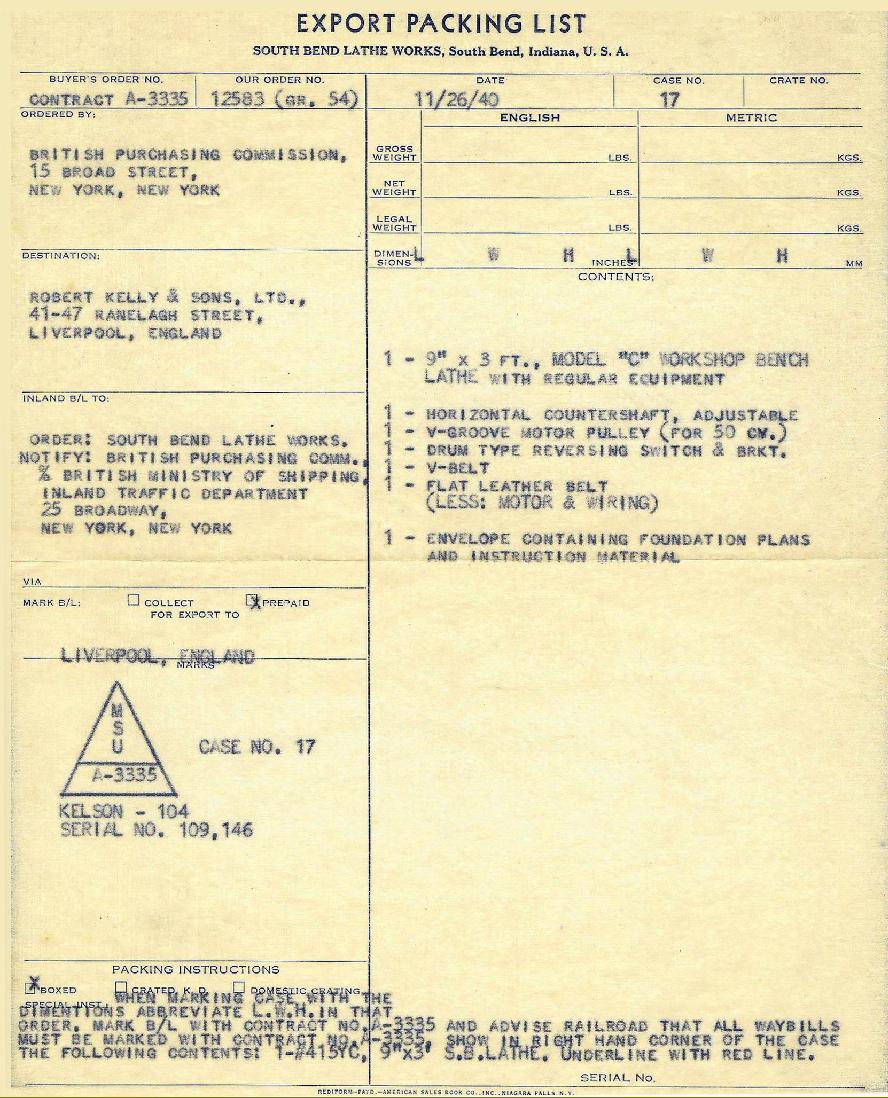 EXPORT PACKING LIST
SOUTH BEND LATHE WORKS, South Bend, Indiana, U. S. A.
BUYER'S ORDER NO. OUR ORDER NO. DATE CASE NO. CRATE NO.
CONTRACT A-3335 12583 (GR. 54) 11/26/40 17
ORDERED BY:
BRITISH PURCHASING COMMISSION,
15 BROAD STREET,
NEW YORK, NEW YORK
ENGLISH METRIC
GROSS WEIGHT LBS. KGS.
NET WEIGHT LBS. KGS.
LEGAL WEIGHT LBS. KGS.
DIMENSIONS L W H INCHES L W H MM
DESTINATION:
ROBERT KELLY & SONS, LTD.,
41-47 RANELAGH STREET,
LIVERPOOL, ENGLAND
INLAND B/L TO:
ORDER: SOUTH BEND LATHE WORKS.
NOTIFY: BRITISH PURCHASING COMM.,
% BRITISH MINISTRY OF SHIPPING,
INLAND TRAFFIC DEPARTMENT
25 BROADWAY,
NEW YORK, NEW YORK
VIA
MARK B/L: COLLECT X PREPAID
FOR EXPORT TO
LIVERPOOL, ENGLAND
MARKS
M
S
U
A-3335
CASE NO. 17
KELSON - 104
SERIAL NO. 109,146
CONTENTS:
1 - 9" X 3 FT., MODEL "C" WORKSHOP BENCH
LATHE WITH REGULAR EQUIPMENT
1 - HORIZONTAL COUNTERSHAFT, ADJUSTABLE
1 - V-GROOVE MOTOR PULLEY (FOR 50 CY.)
1 - DRUM TYPE REVERSING SWITCH & BRKT.
1 - V-BELT
1 - FLAT LEATHER BELT
(LESS: MOTOR & WIRING)
1 - ENVELOPE CONTAINING FOUNDATION PLANS
AND INSTRUCTION MATERIAL
PACKING INSTRUCTIONS
X BOXED CRATED K. D. DOMESTIC CRATING
SPECIAL INST. WHEN MARKING CASE WITH THE
DIMENTIONS ABBREVIATE L.W.H. IN THAT
ORDER. MARK B/L WITH CONTRACT NO. A-3335 AND ADVISE RAILROAD THAT ALL WAYBILLS
MUST BE MARKED WITH CONTRACT NO. A-3335. SHOW IN RIGHT HAND CORNER OF THE CASE
THE FOLLOWING CONTENTS: 1-#415YC, 9"X3' S.B.LATHE. UNDERLINE WITH RED LINE.
SERIAL No.
REDIFORM-PATD.-AMERICAN SALES BOOK CO., INC., NIAGARA FALLS N.Y.